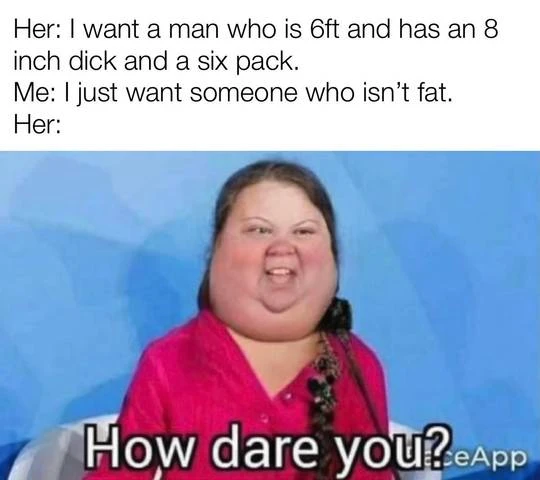 Her: I want a man who is 6ft and has an 8
inch dick and a six pack.
Me: I just want someone who isn’t fat.
Her:
How dare you?
eApp